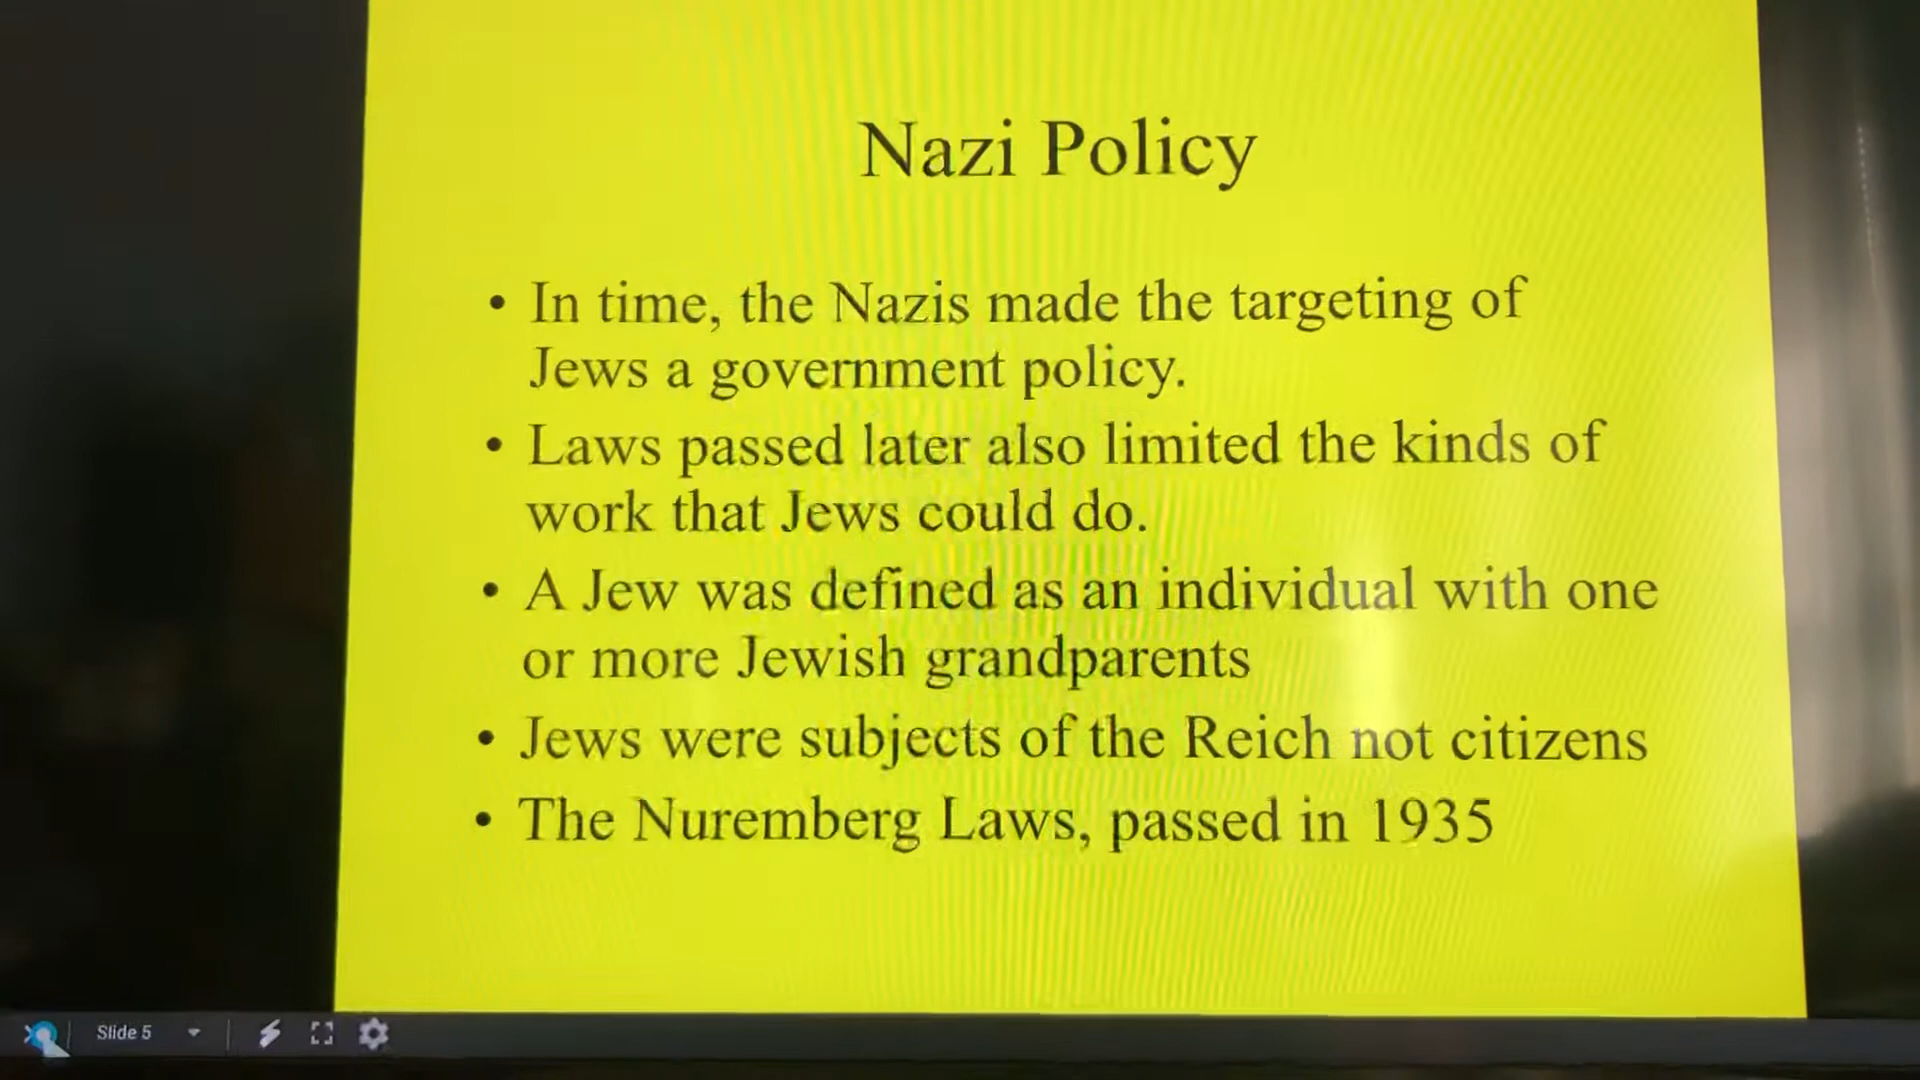 Nazi Policy
• In time, the Nazis made the targeting of
Jews a government policy.
• Laws passed later also limited the kinds of
work that Jews could do.
• A Jew was defined as an individual with one
or more Jewish grandparents
• Jews were subjects of the Reich not citizens
• The Nuremberg Laws, passed in 1935
Slide 5